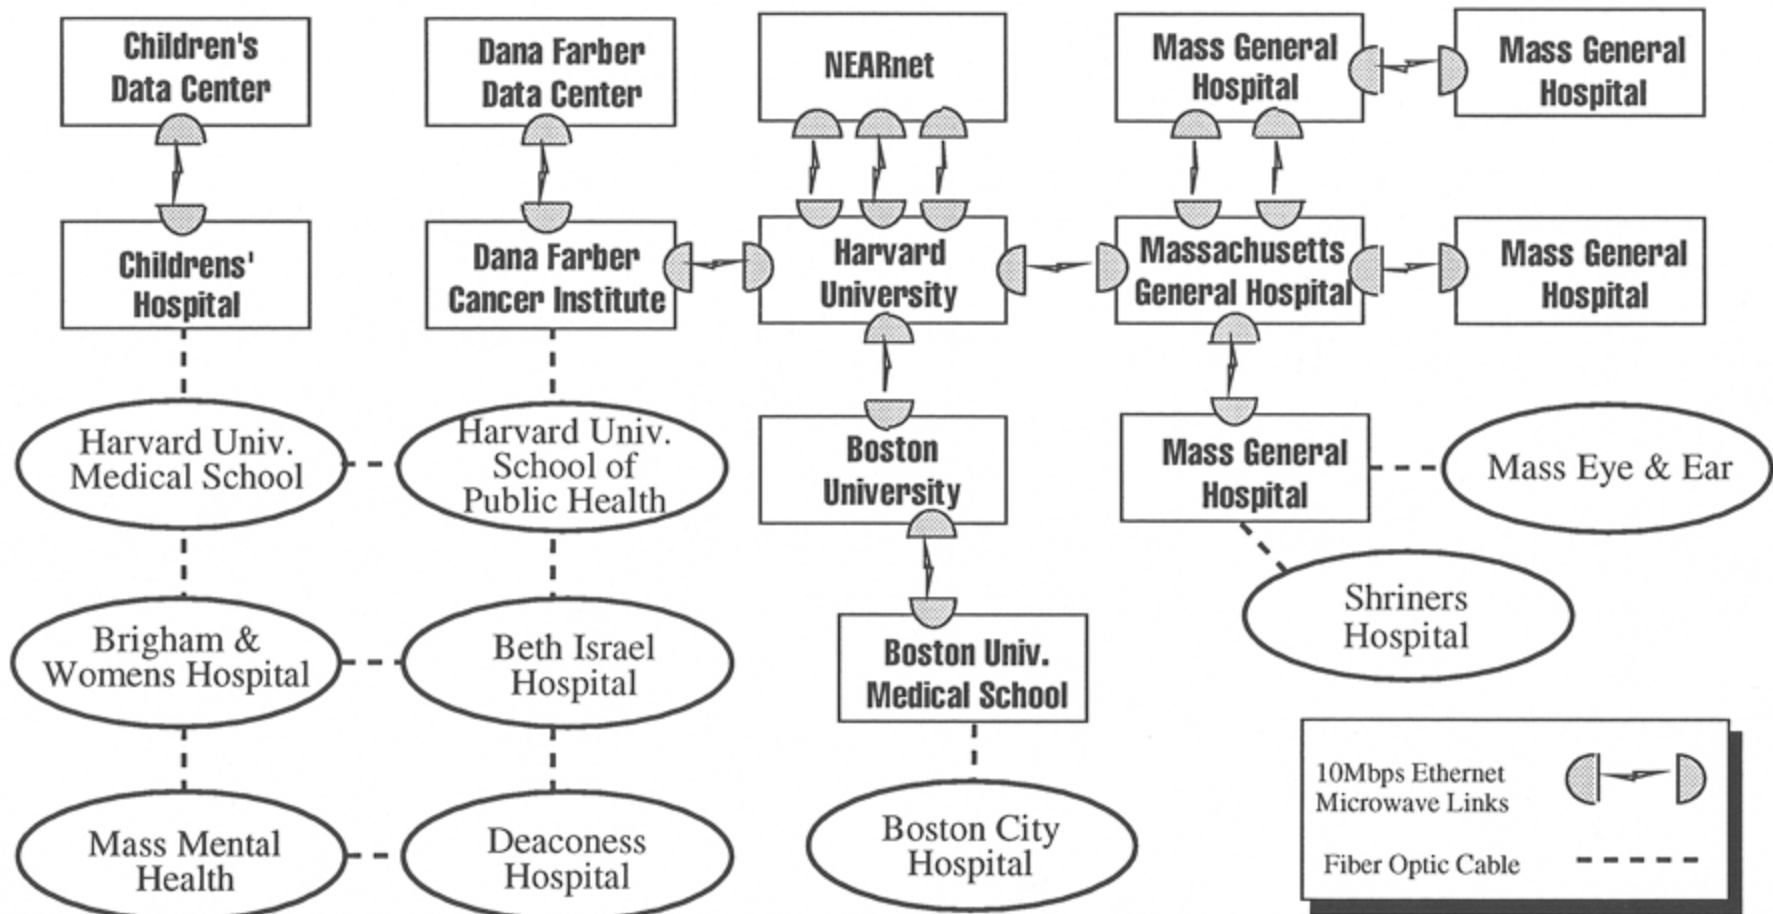 Children's
Data Center
Dana Farber
Data Center
NEARnet
Mass General
Hospital
Mass General
Hospital
Childrens'
Hospital
Dana Farber
Cancer Institute
Harvard
University
Massachusetts
General Hospital
Mass General
Hospital
Harvard Univ.
Medical School
Harvard Univ.
School of
Public Health
Boston
University
Mass General
Hospital
Mass Eye & Ear
Brigham &
Womens Hospital
Beth Israel
Hospital
Boston Univ.
Medical School
Shriners
Hospital
Mass Mental
Health
Deaconess
Hospital
Boston City
Hospital
10Mbps Ethernet
Microwave Links
Fiber Optic Cable